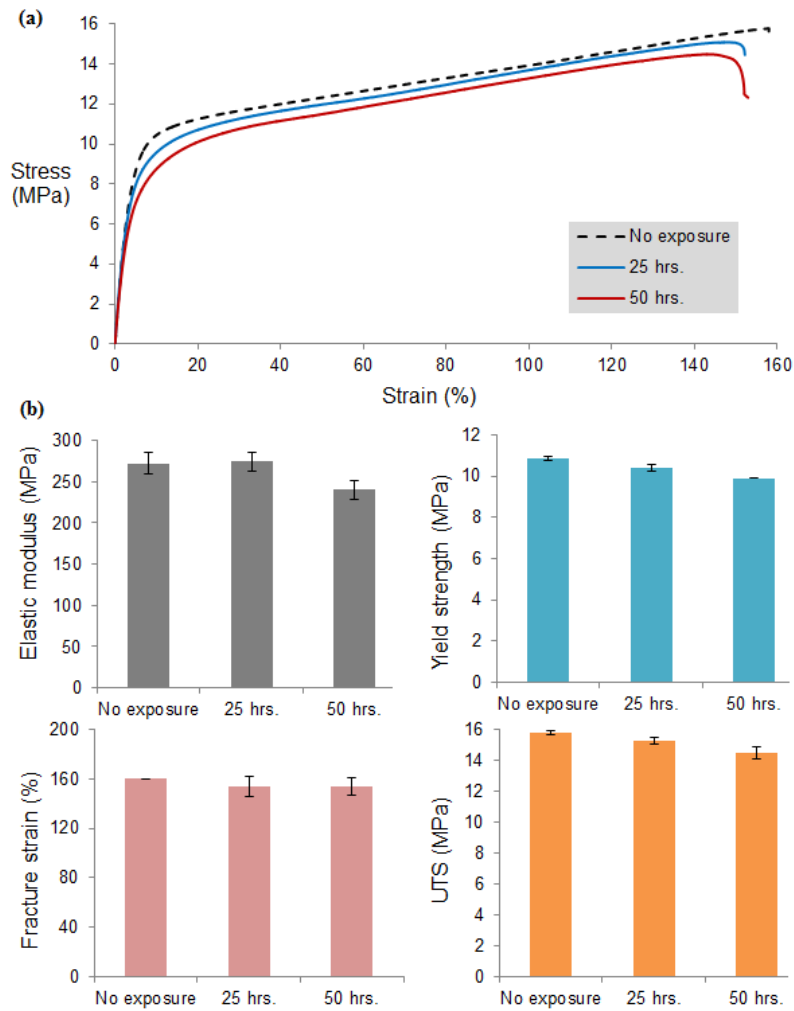 (a)
16
14
12
10
8
6
4
2
0
Stress
(MPa)
No exposure
25 hrs.
50 hrs.
0 20 40 60 80 100 120 140 160
Strain (%)
(b)
Elastic modulus (MPa)
300
250
200
150
100
50
0
No exposure 25 hrs. 50 hrs.
Yield strength (MPa)
12
10
8
6
4
2
0
No exposure 25 hrs. 50 hrs.
Fracture strain (%)
200
160
120
80
40
0
No exposure 25 hrs. 50 hrs.
UTS (MPa)
16
14
12
10
8
6
4
2
0
No exposure 25 hrs. 50 hrs.